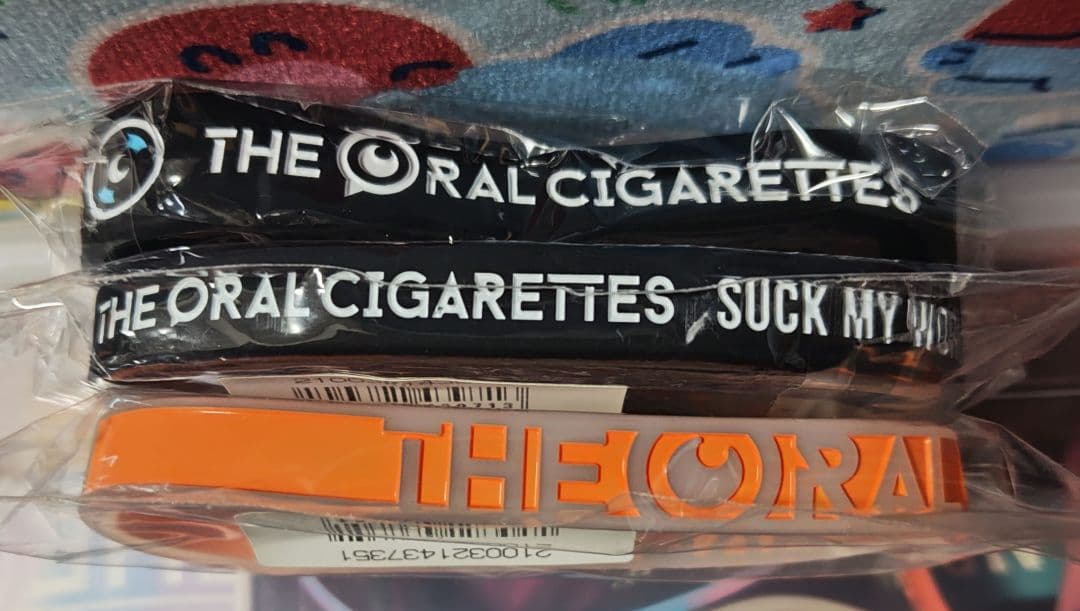 THE ORAL CIGARETTES
THE ORAL CIGARETTES SUCK MY
THE ORAL
2100321437351